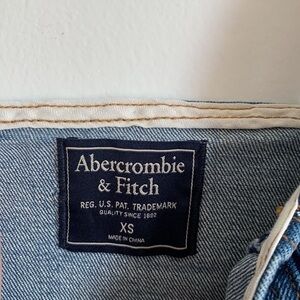 Abercrombie
& Fitch
REG. U.S. PAT. TRADEMARK
QUALITY SINCE 1892
XS
MADE IN CHINA